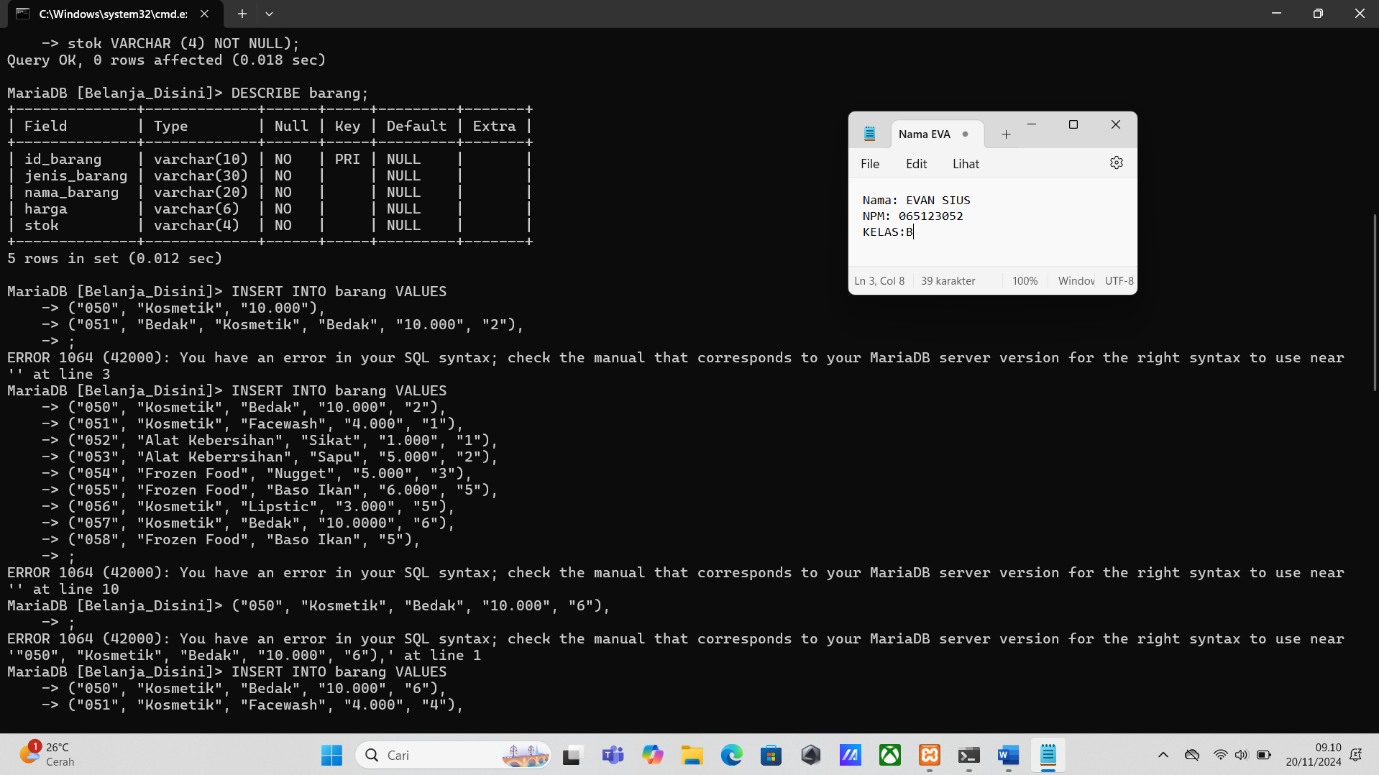 C:\Windows\system32\cmd.e:
-> stok VARCHAR (4) NOT NULL);
Query OK, 0 rows affected (0.018 sec)
MariaDB [Belanja_Disini]> DESCRIBE barang;
+--------------+-------------+------+-----+---------+-------+
| Field | Type | Null | Key | Default | Extra |
+--------------+-------------+------+-----+---------+-------+
| id_barang | varchar(10) | NO | PRI | NULL | |
| jenis_barang | varchar(30) | NO | | NULL | |
| nama_barang | varchar(20) | NO | | NULL | |
| harga | varchar(6) | NO | | NULL | |
| stok | varchar(4) | NO | | NULL | |
+--------------+-------------+------+-----+---------+-------+
5 rows in set (0.012 sec)
MariaDB [Belanja_Disini]> INSERT INTO barang VALUES
-> ("050", "Kosmetik", "10.000"),
-> ("051", "Bedak", "Kosmetik", "Bedak", "10.000", "2"),
-> ;
ERROR 1064 (42000): You have an error in your SQL syntax; check the manual that corresponds to your MariaDB server version for the right syntax to use near
'' at line 3
MariaDB [Belanja_Disini]> INSERT INTO barang VALUES
-> ("050", "Kosmetik", "Bedak", "10.000", "2"),
-> ("051", "Kosmetik", "Facewash", "4.000", "1"),
-> ("052", "Alat Kebersihan", "Sikat", "1.000", "1"),
-> ("053", "Alat Keberrsihan", "Sapu", "5.000", "2"),
-> ("054", "Frozen Food", "Nugget", "5.000", "3"),
-> ("055", "Frozen Food", "Baso Ikan", "6.000", "5"),
-> ("056", "Kosmetik", "Lipstic", "3.000", "5"),
-> ("057", "Kosmetik", "Bedak", "10.0000", "6"),
-> ("058", "Frozen Food", "Baso Ikan", "5"),
-> ;
ERROR 1064 (42000): You have an error in your SQL syntax; check the manual that corresponds to your MariaDB server version for the right syntax to use near
'' at line 10
MariaDB [Belanja_Disini]> ("050", "Kosmetik", "Bedak", "10.000", "6"),
-> ;
ERROR 1064 (42000): You have an error in your SQL syntax; check the manual that corresponds to your MariaDB server version for the right syntax to use near
'"050", "Kosmetik", "Bedak", "10.000", "6"),' at line 1
MariaDB [Belanja_Disini]> INSERT INTO barang VALUES
-> ("050", "Kosmetik", "Bedak", "10.000", "6"),
-> ("051", "Kosmetik", "Facewash", "4.000", "4"),
Nama EVA
File Edit Lihat
Nama: EVAN SIUS
NPM: 065123052
KELAS:B
Ln 3, Col 8 39 karakter 100% Window UTF-8
1
26°C
Cerah
Cari
09.10
20/11/2024